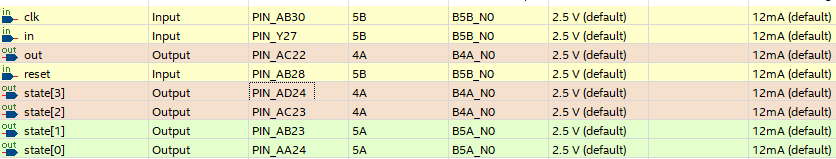 in clk Input PIN_AB30 5B B5B_N0 2.5 V (default) 12mA (default)
in in Input PIN_Y27 5B B5B_N0 2.5 V (default) 12mA (default)
out out Output PIN_AC22 4A B4A_N0 2.5 V (default) 12mA (default)
in reset Input PIN_AB28 5B B5B_N0 2.5 V (default) 12mA (default)
out state[3] Output PIN_AD24 4A B4A_N0 2.5 V (default) 12mA (default)
out state[2] Output PIN_AC23 4A B4A_N0 2.5 V (default) 12mA (default)
out state[1] Output PIN_AB23 5A B5A_N0 2.5 V (default) 12mA (default)
out state[0] Output PIN_AA24 5A B5A_N0 2.5 V (default) 12mA (default)